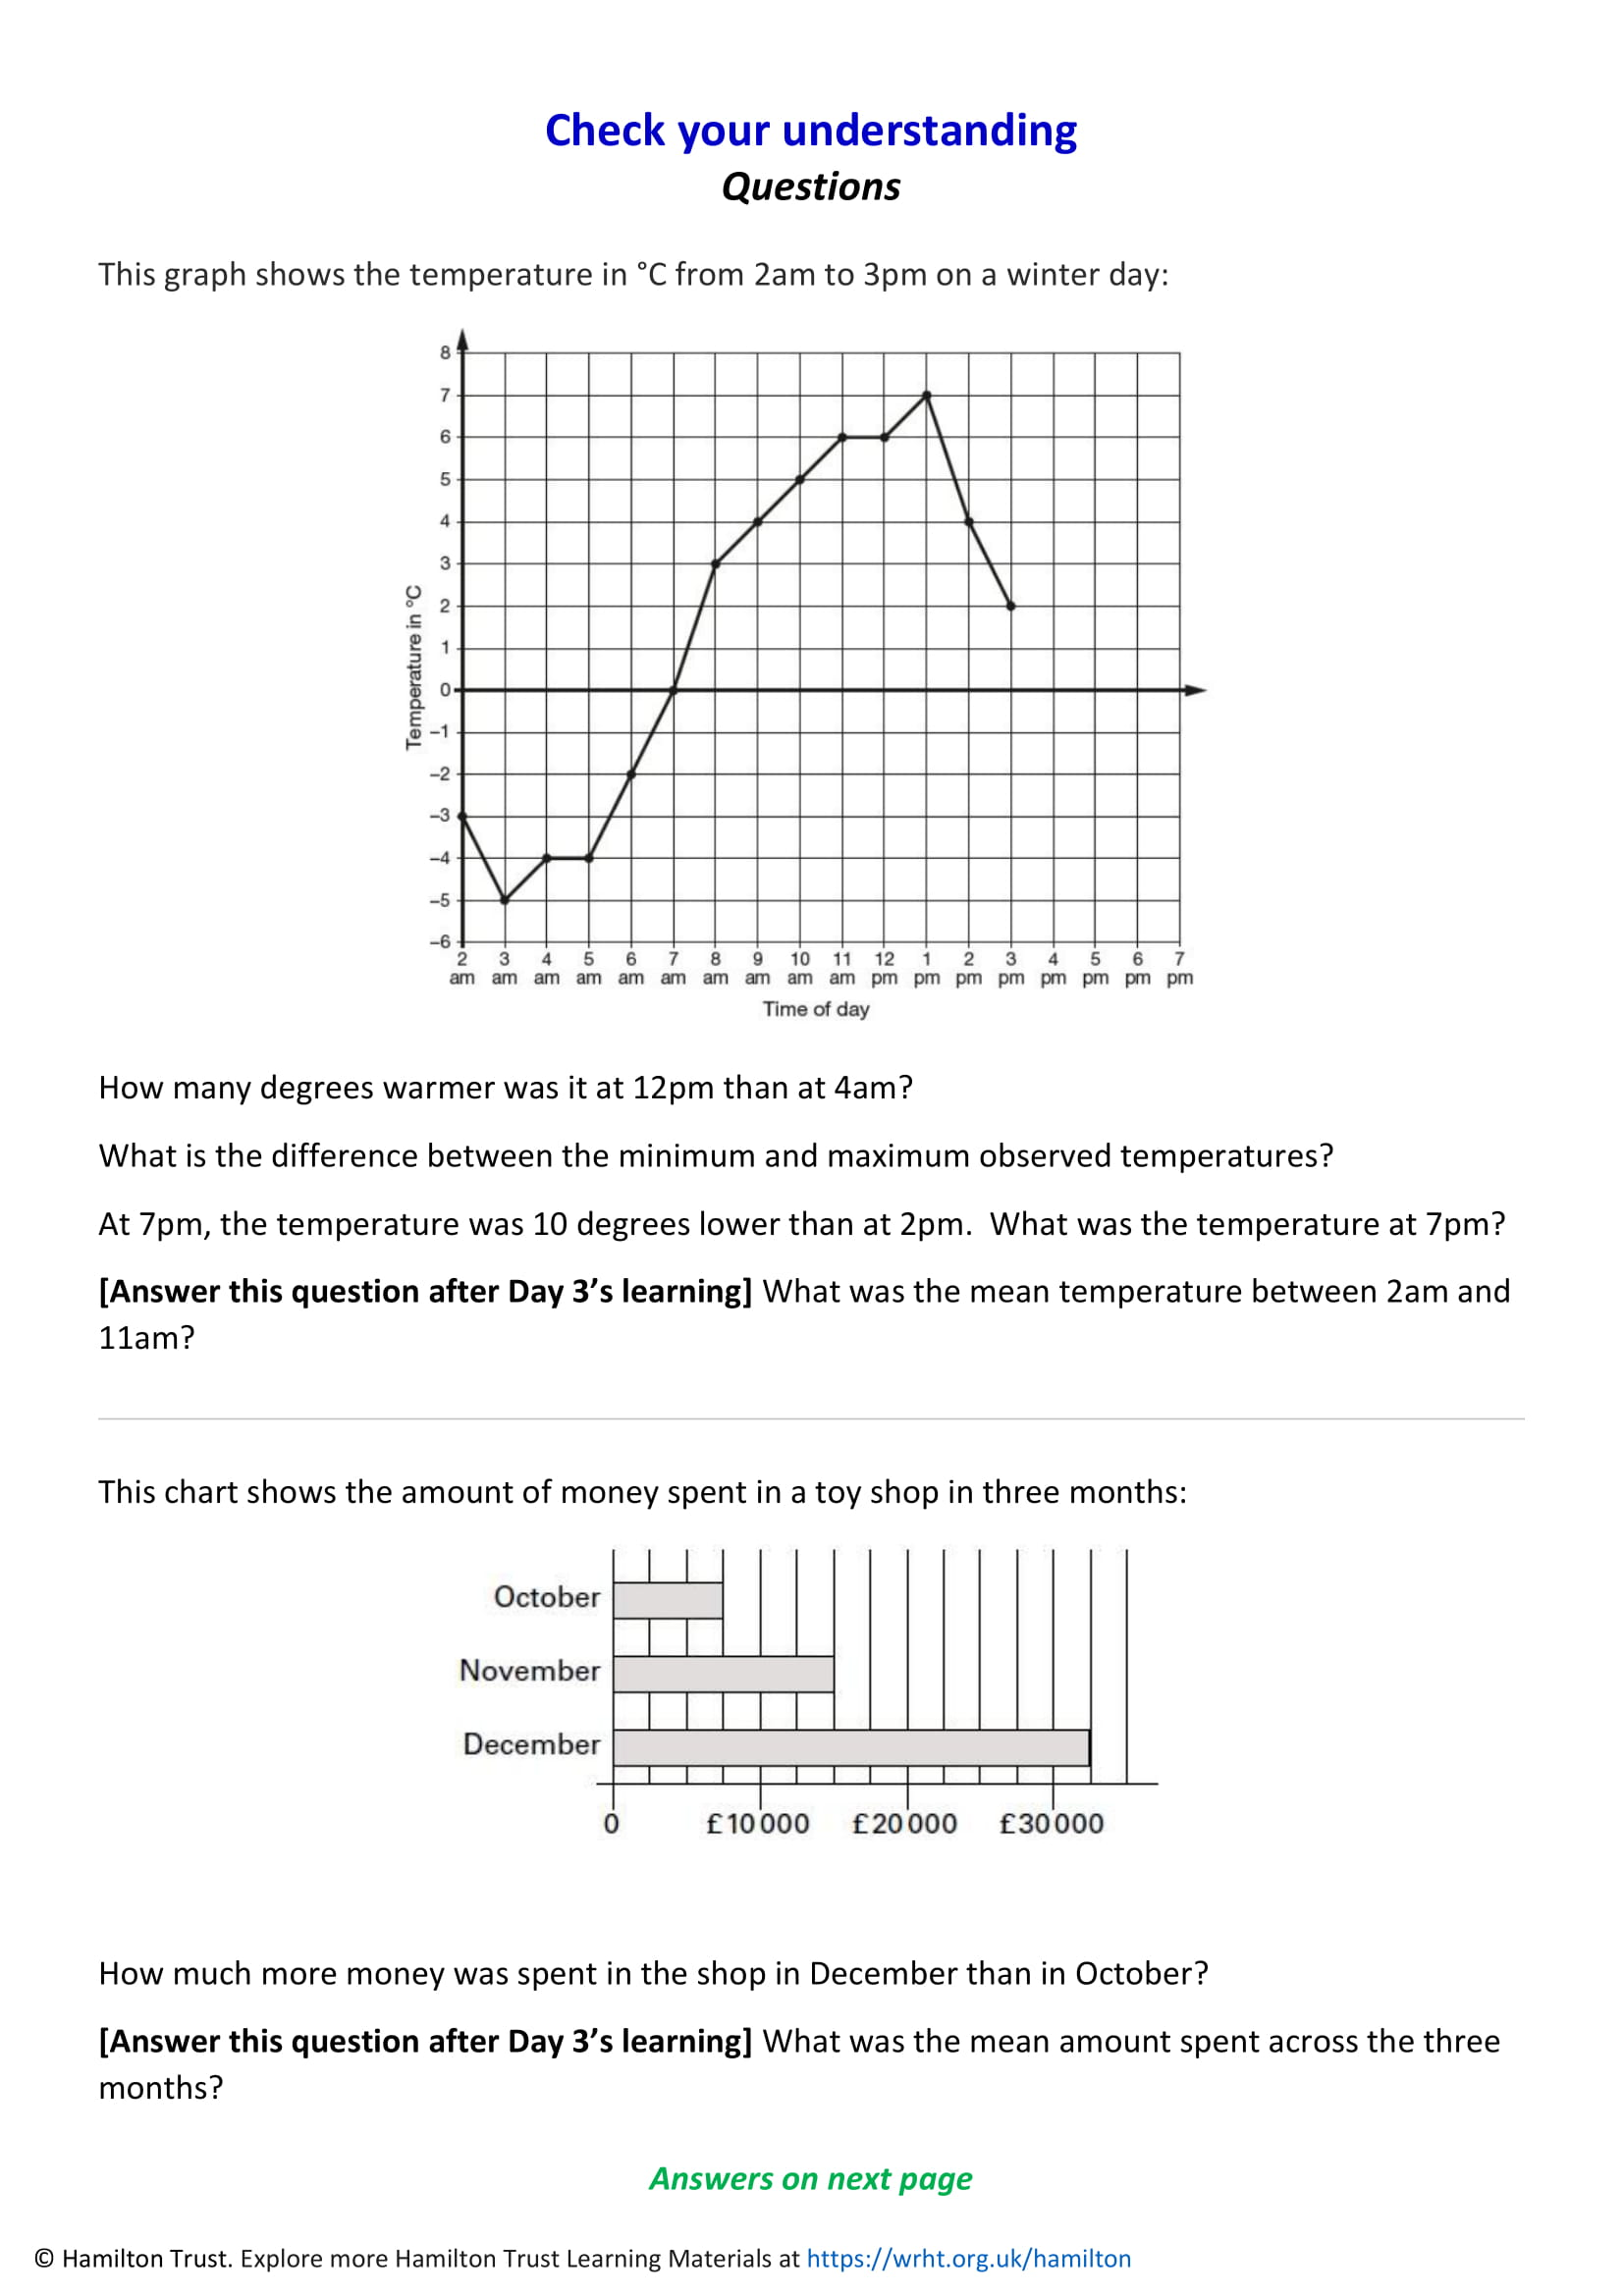 Check your understanding
Questions
This graph shows the temperature in °C from 2am to 3pm on a winter day:
8
7
6
5
4
3
2
1
0
–1
–2
–3
–4
–5
–6
Temperature in °C
2 3 4 5 6 7 8 9 10 11 12 1 2 3 4 5 6 7
am am am am am am am am am am pm pm pm pm pm pm pm pm
Time of day
How many degrees warmer was it at 12pm than at 4am?
What is the difference between the minimum and maximum observed temperatures?
At 7pm, the temperature was 10 degrees lower than at 2pm.  What was the temperature at 7pm?
[Answer this question after Day 3’s learning] What was the mean temperature between 2am and
11am?
This chart shows the amount of money spent in a toy shop in three months:
October
November
December
0 £10 000 £20 000 £30 000
How much more money was spent in the shop in December than in October?
[Answer this question after Day 3’s learning] What was the mean amount spent across the three
months?
Answers on next page
© Hamilton Trust. Explore more Hamilton Trust Learning Materials at https://wrht.org.uk/hamilton